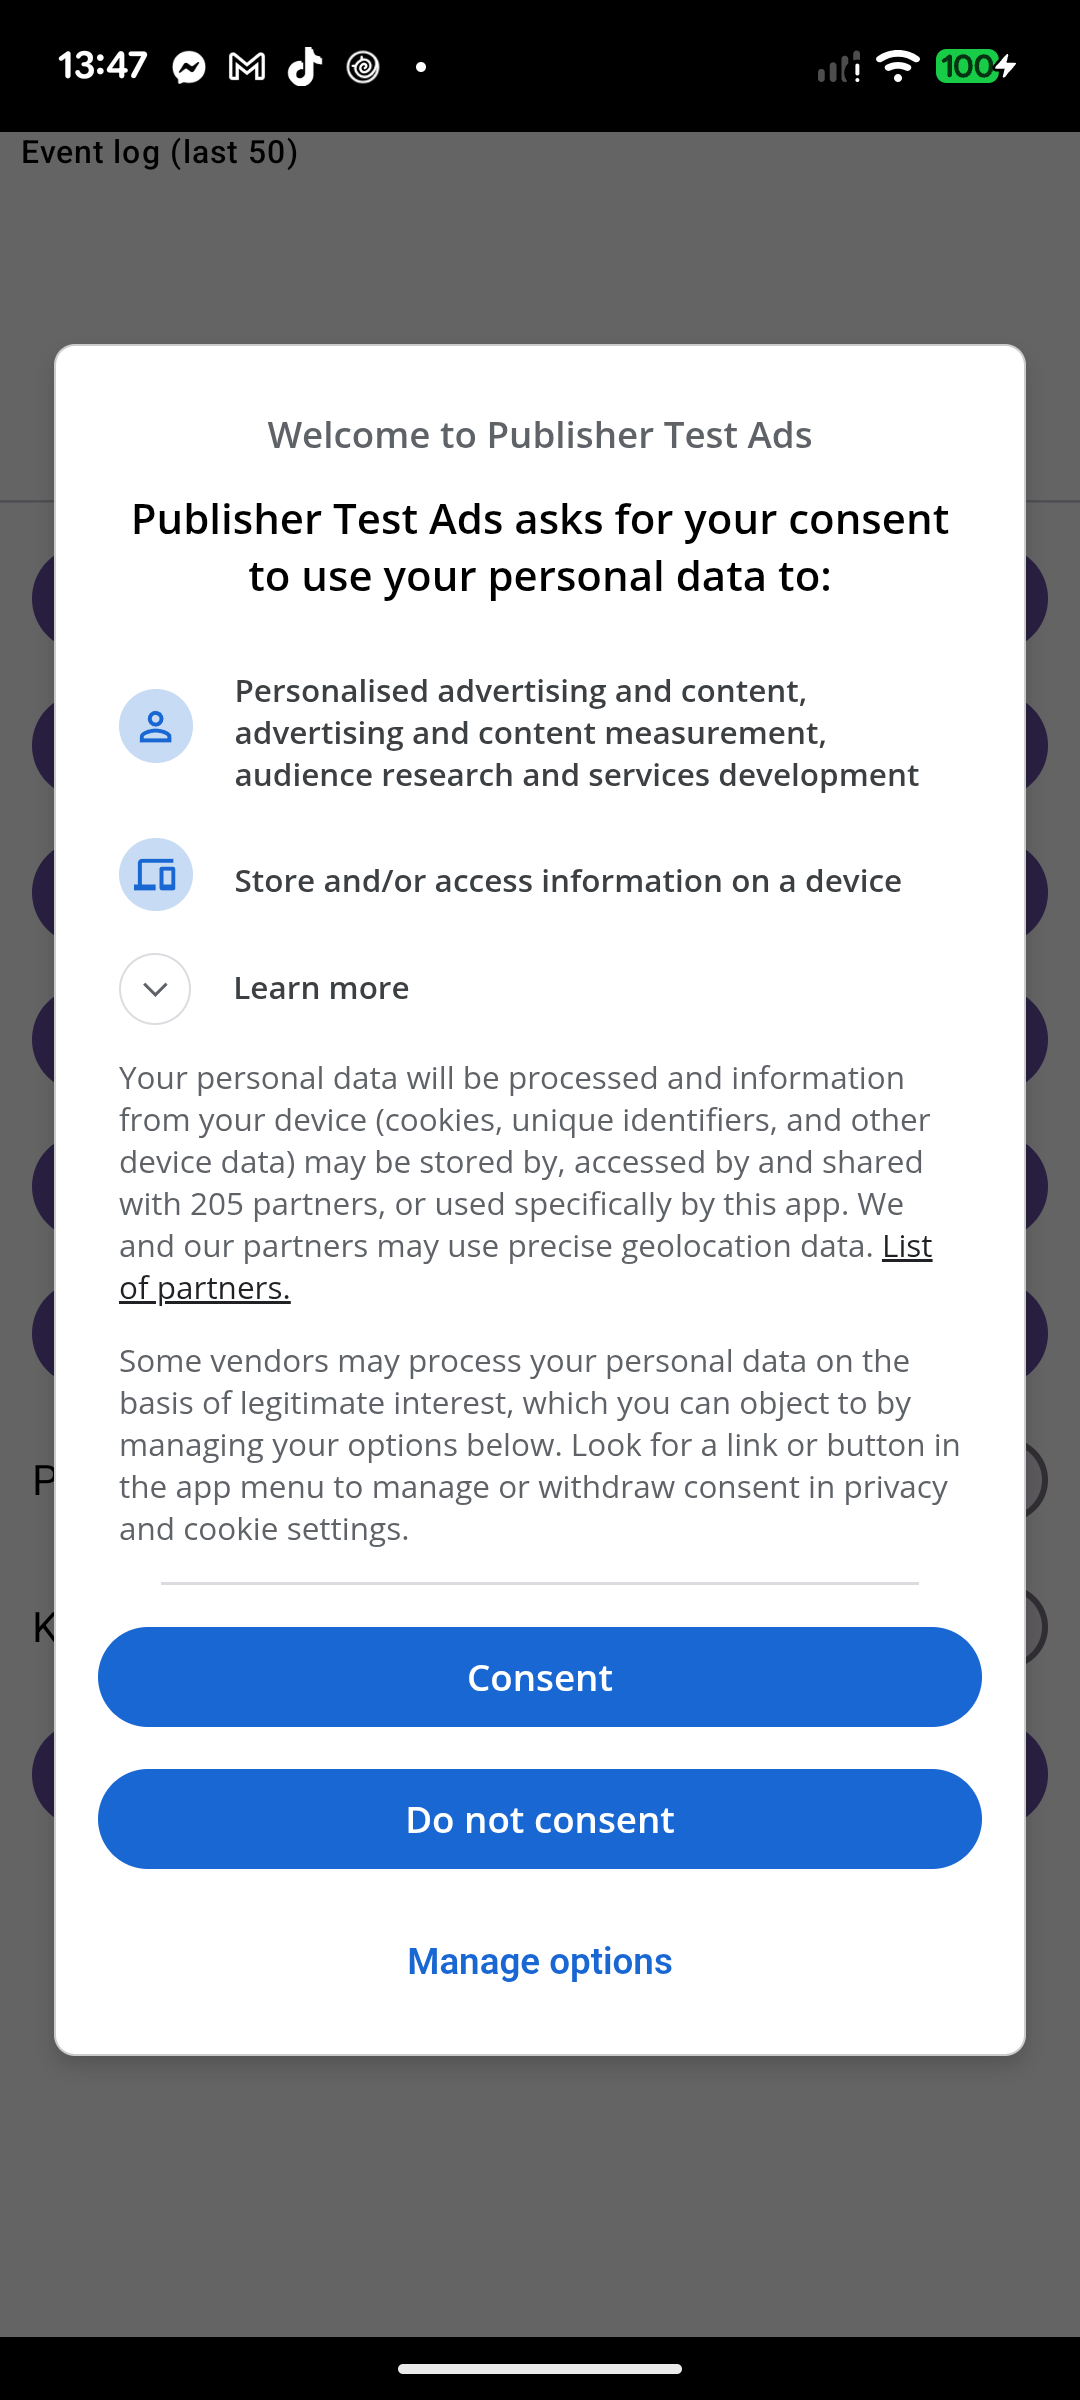 13:47
100
Event log (last 50)
Welcome to Publisher Test Ads
Publisher Test Ads asks for your consent
to use your personal data to:
Personalised advertising and content,
advertising and content measurement,
audience research and services development
Store and/or access information on a device
Learn more
Your personal data will be processed and information
from your device (cookies, unique identifiers, and other
device data) may be stored by, accessed by and shared
with 205 partners, or used specifically by this app. We
and our partners may use precise geolocation data. List
of partners.
Some vendors may process your personal data on the
basis of legitimate interest, which you can object to by
managing your options below. Look for a link or button in
the app menu to manage or withdraw consent in privacy
and cookie settings.
Consent
Do not consent
Manage options